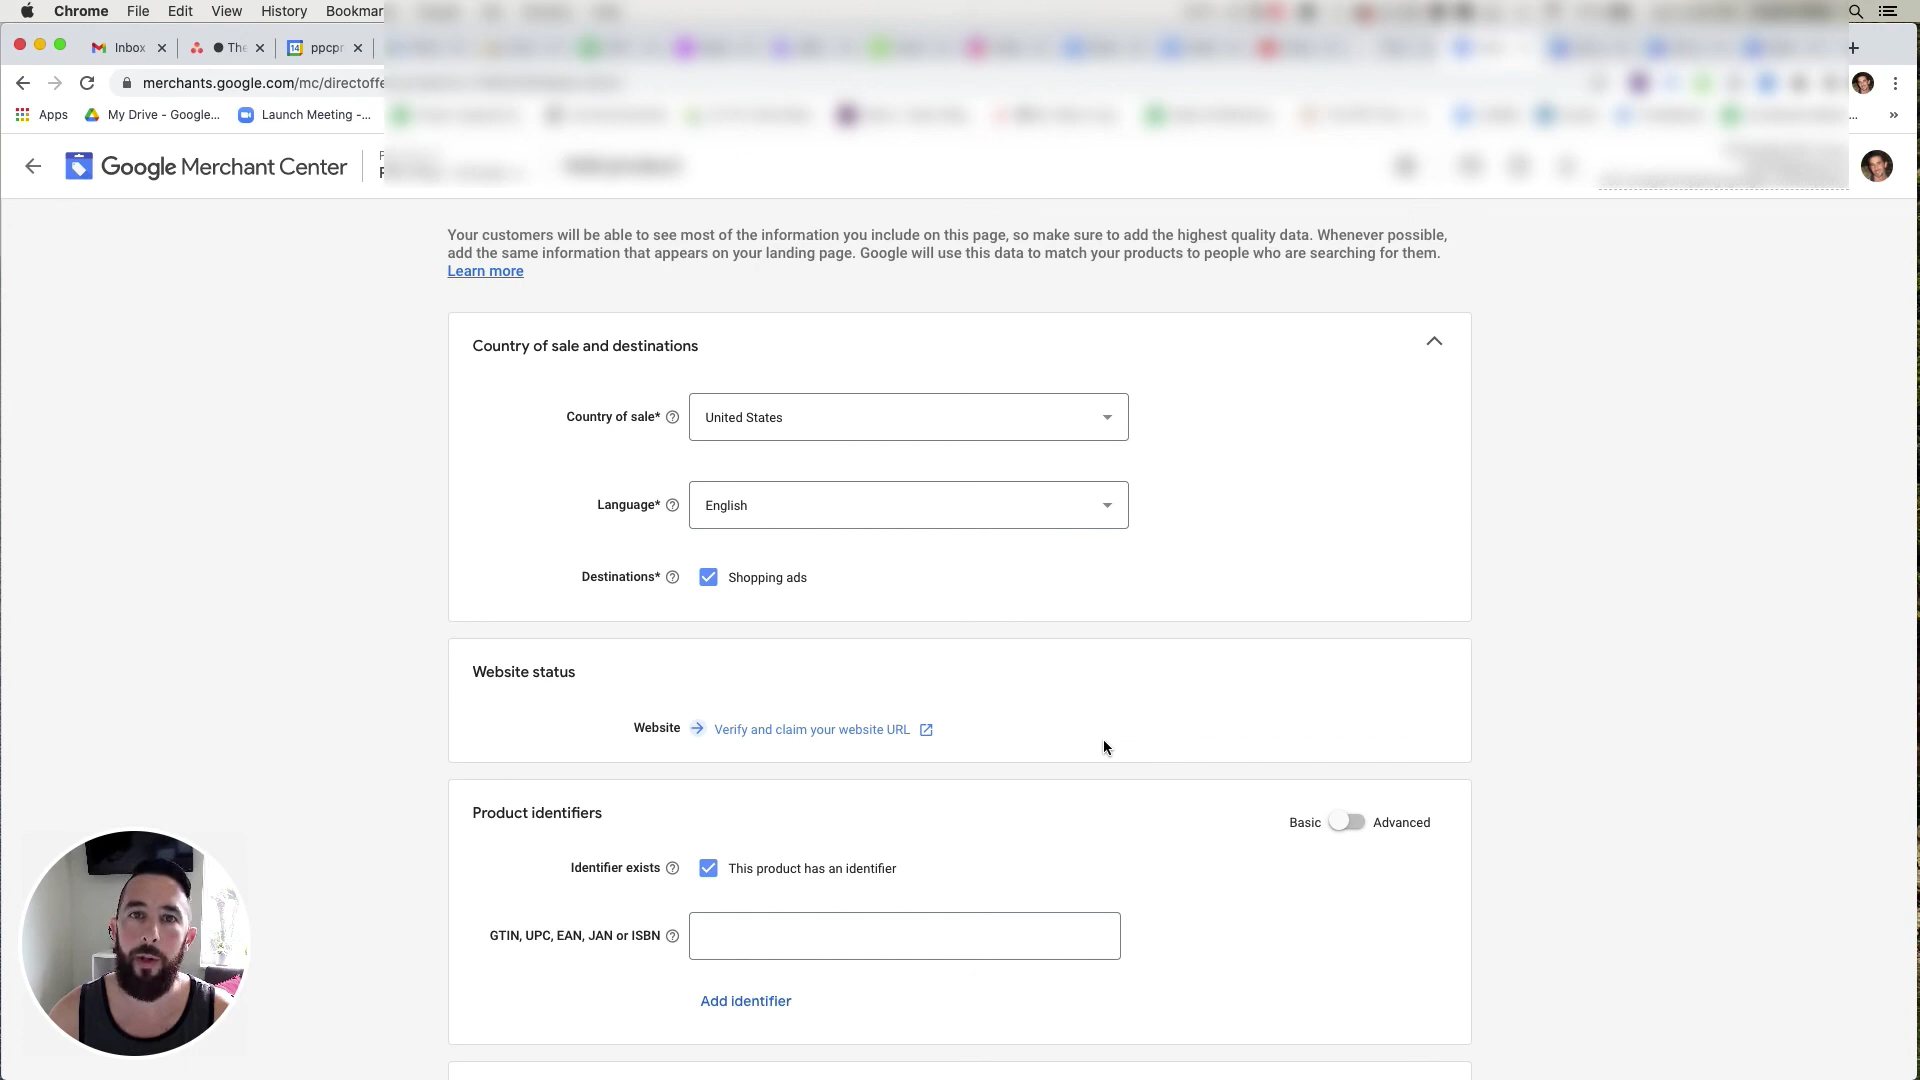 Chrome File Edit View History Bookmar
Inbox The ppcpr
merchants.google.com/mc/directoffe
Apps My Drive - Google... Launch Meeting -...
Google Merchant Center
Your customers will be able to see most of the information you include on this page, so make sure to add the highest quality data. Whenever possible,
add the same information that appears on your landing page. Google will use this data to match your products to people who are searching for them.
Learn more
Country of sale and destinations
Country of sale* United States
Language* English
Destinations* Shopping ads
Website status
Website Verify and claim your website URL
Product identifiers
Basic Advanced
Identifier exists This product has an identifier
GTIN, UPC, EAN, JAN or ISBN
Add identifier